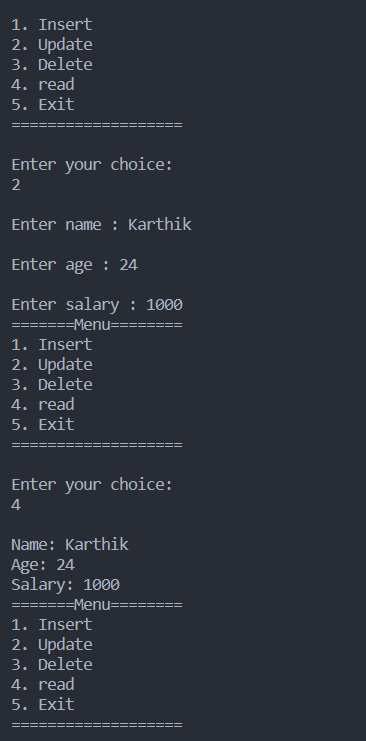 1. Insert
2. Update
3. Delete
4. read
5. Exit
===================
Enter your choice:
2
Enter name : Karthik
Enter age : 24
Enter salary : 1000
=======Menu========
1. Insert
2. Update
3. Delete
4. read
5. Exit
===================
Enter your choice:
4
Name: Karthik
Age: 24
Salary: 1000
=======Menu========
1. Insert
2. Update
3. Delete
4. read
5. Exit
===================